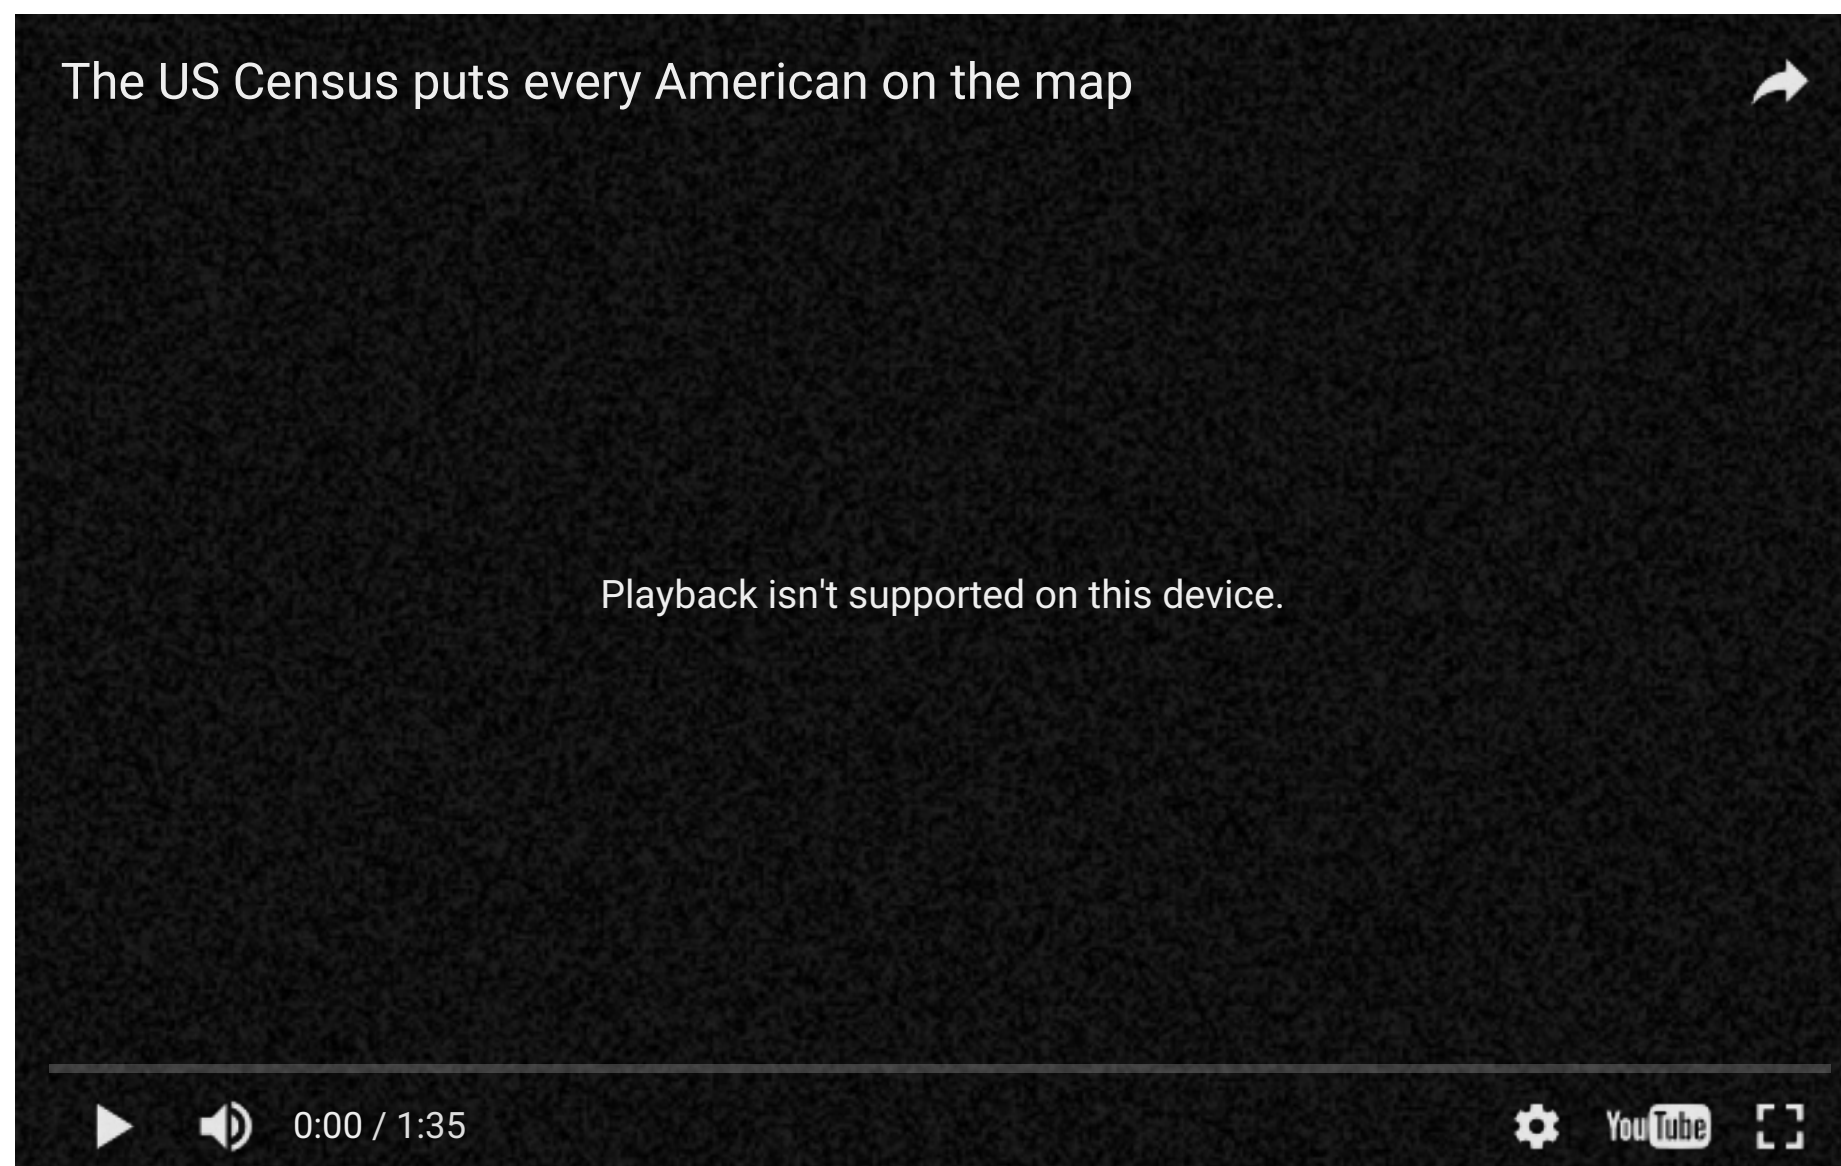 The US Census puts every American on the map
Playback isn't supported on this device.
0:00 / 1:35
YouTube